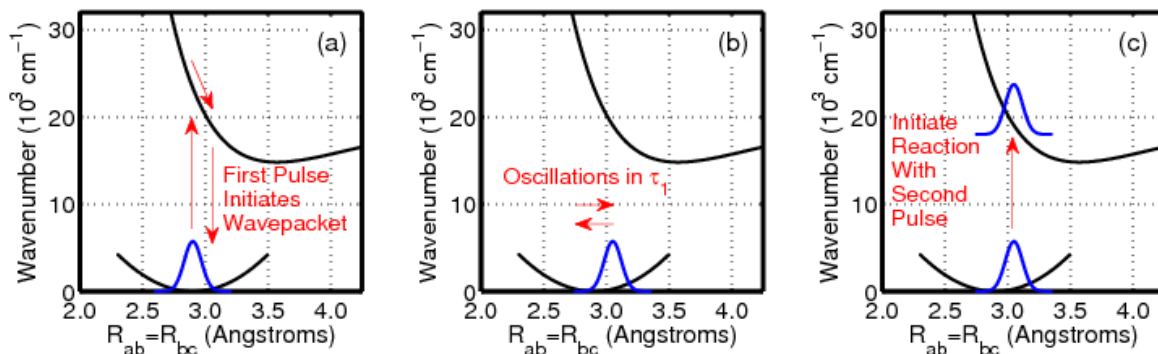 (a)
30
20
10
0
Wavenumber (10³ cm⁻¹)
First Pulse
Initiates
Wavepacket
2.0 2.5 3.0 3.5 4.0
R_ab=R_bc (Angstroms)
(b)
30
20
10
0
Wavenumber (10³ cm⁻¹)
Oscillations in τ₁
2.0 2.5 3.0 3.5 4.0
R_ab=R_bc (Angstroms)
(c)
30
20
10
0
Wavenumber (10³ cm⁻¹)
Initiate
Reaction
With
Second
Pulse
2.0 2.5 3.0 3.5 4.0
R_ab=R_bc (Angstroms)